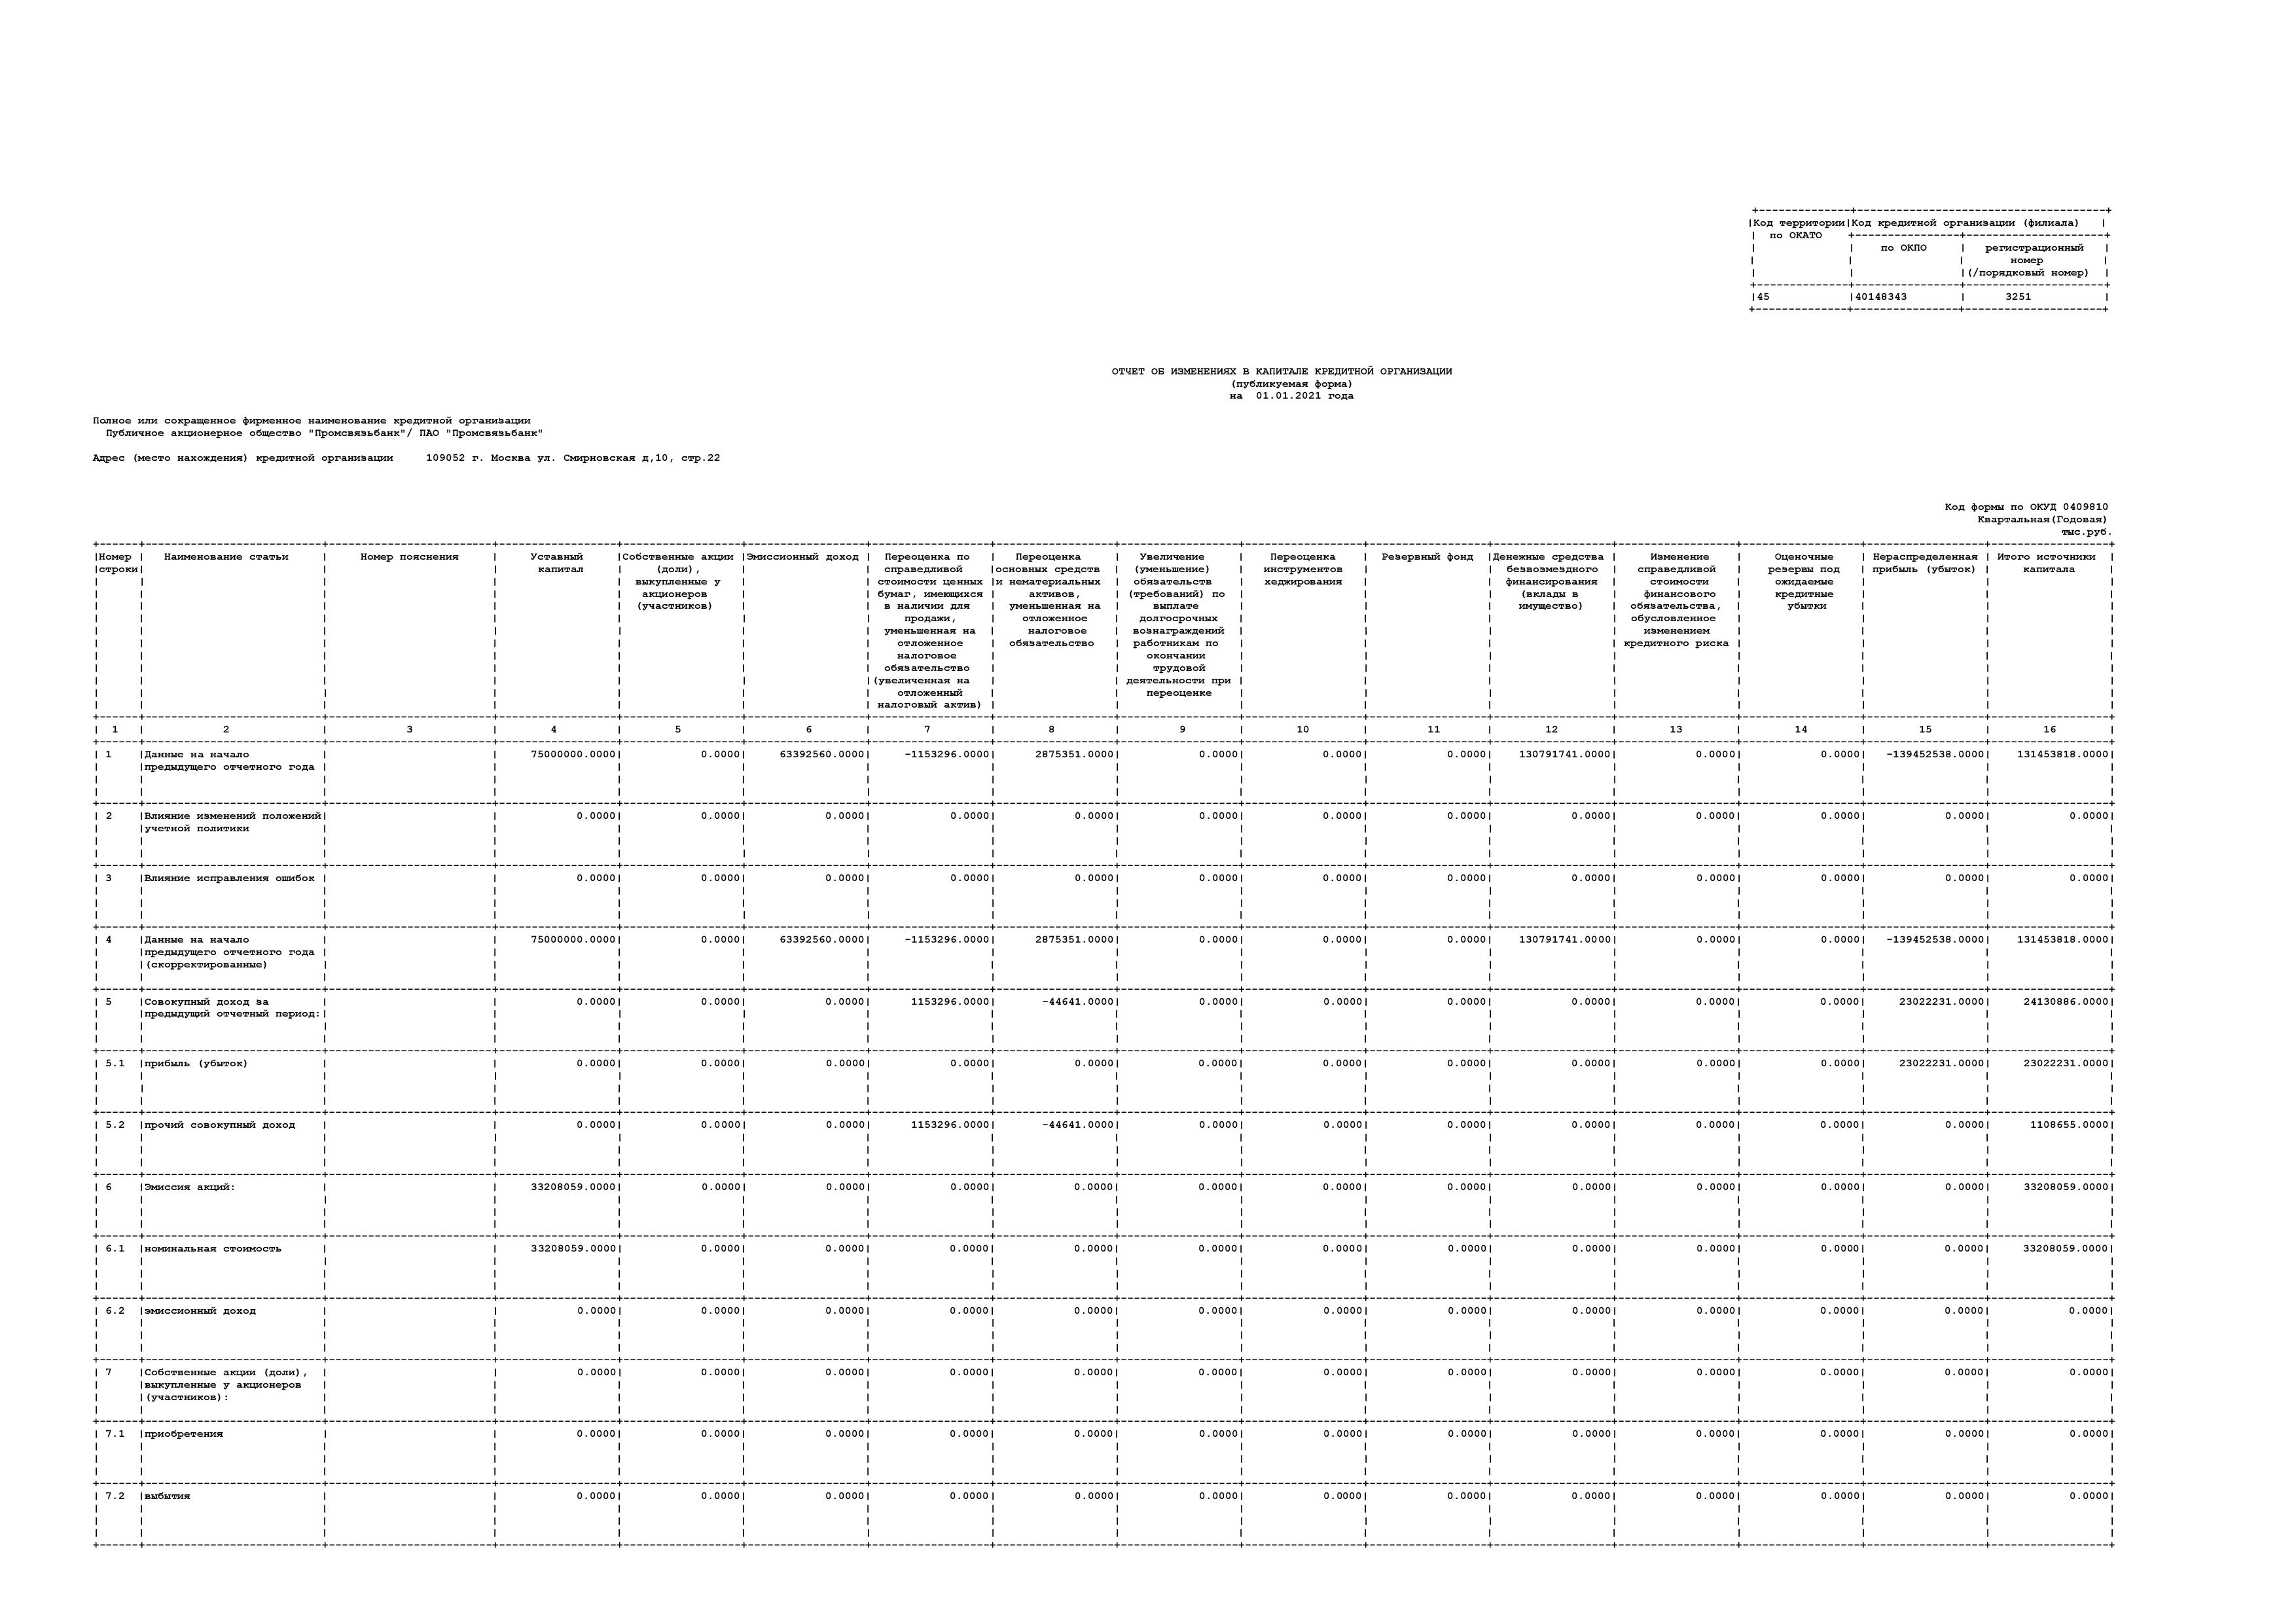 Код территории Код кредитной организации (филиала)
по ОКАТО
по ОКПО регистрационный
номер
(/порядковый номер)
45 40148343 3251
ОТЧЕТ ОБ ИЗМЕНЕНИЯХ В КАПИТАЛЕ КРЕДИТНОЙ ОРГАНИЗАЦИИ
(публикуемая форма)
на 01.01.2021 года
Полное или сокращенное фирменное наименование кредитной организации
Публичное акционерное общество "Промсвязьбанк"/ ПАО "Промсвязьбанк"
Адрес (место нахождения) кредитной организации 109052 г. Москва ул. Смирновская д,10, стр.22
Код формы по ОКУД 0409810
Квартальная(Годовая)
тыс.руб.
Номер Наименование статьи Номер пояснения Уставный Собственные акции Эмиссионный доход Переоценка по Переоценка Увеличение Переоценка Резервный фонд Денежные средства Изменение Оценочные Нераспределенная Итого источники
строки капитал (доли), справедливой основных средств (уменьшение) инструментов безвозмездного справедливой резервы под прибыль (убыток) капитала
выкупленные у стоимости ценных и нематериальных обязательств хеджирования финансирования стоимости ожидаемые
акционеров бумаг, имеющихся активов, (требований) по (вклады в финансового кредитные
(участников) в наличии для уменьшенная на выплате имущество) обязательства, убытки
продажи, отложенное долгосрочных обусловленное
уменьшенная на налоговое вознаграждений изменением
отложенное обязательство работникам по кредитного риска
налоговое окончании
обязательство трудовой
(увеличенная на деятельности при
отложенный переоценке
налоговый актив)
1 2 3 4 5 6 7 8 9 10 11 12 13 14 15 16
1 Данные на начало 75000000.0000 0.0000 63392560.0000 -1153296.0000 2875351.0000 0.0000 0.0000 0.0000 130791741.0000 0.0000 0.0000 -139452538.0000 131453818.0000
предыдущего отчетного года
2 Влияние изменений положений 0.0000 0.0000 0.0000 0.0000 0.0000 0.0000 0.0000 0.0000 0.0000 0.0000 0.0000 0.0000 0.0000
учетной политики
3 Влияние исправления ошибок 0.0000 0.0000 0.0000 0.0000 0.0000 0.0000 0.0000 0.0000 0.0000 0.0000 0.0000 0.0000 0.0000
4 Данные на начало 75000000.0000 0.0000 63392560.0000 -1153296.0000 2875351.0000 0.0000 0.0000 0.0000 130791741.0000 0.0000 0.0000 -139452538.0000 131453818.0000
предыдущего отчетного года
(скорректированные)
5 Совокупный доход за 0.0000 0.0000 0.0000 1153296.0000 -44641.0000 0.0000 0.0000 0.0000 0.0000 0.0000 0.0000 23022231.0000 24130886.0000
предыдущий отчетный период:
5.1 прибыль (убыток) 0.0000 0.0000 0.0000 0.0000 0.0000 0.0000 0.0000 0.0000 0.0000 0.0000 0.0000 23022231.0000 23022231.0000
5.2 прочий совокупный доход 0.0000 0.0000 0.0000 1153296.0000 -44641.0000 0.0000 0.0000 0.0000 0.0000 0.0000 0.0000 0.0000 1108655.0000
6 Эмиссия акций: 33208059.0000 0.0000 0.0000 0.0000 0.0000 0.0000 0.0000 0.0000 0.0000 0.0000 0.0000 0.0000 33208059.0000
6.1 номинальная стоимость 33208059.0000 0.0000 0.0000 0.0000 0.0000 0.0000 0.0000 0.0000 0.0000 0.0000 0.0000 0.0000 33208059.0000
6.2 эмиссионный доход 0.0000 0.0000 0.0000 0.0000 0.0000 0.0000 0.0000 0.0000 0.0000 0.0000 0.0000 0.0000 0.0000
7 Собственные акции (доли), 0.0000 0.0000 0.0000 0.0000 0.0000 0.0000 0.0000 0.0000 0.0000 0.0000 0.0000 0.0000 0.0000
выкупленные у акционеров
(участников):
7.1 приобретения 0.0000 0.0000 0.0000 0.0000 0.0000 0.0000 0.0000 0.0000 0.0000 0.0000 0.0000 0.0000 0.0000
7.2 выбытия 0.0000 0.0000 0.0000 0.0000 0.0000 0.0000 0.0000 0.0000 0.0000 0.0000 0.0000 0.0000 0.0000